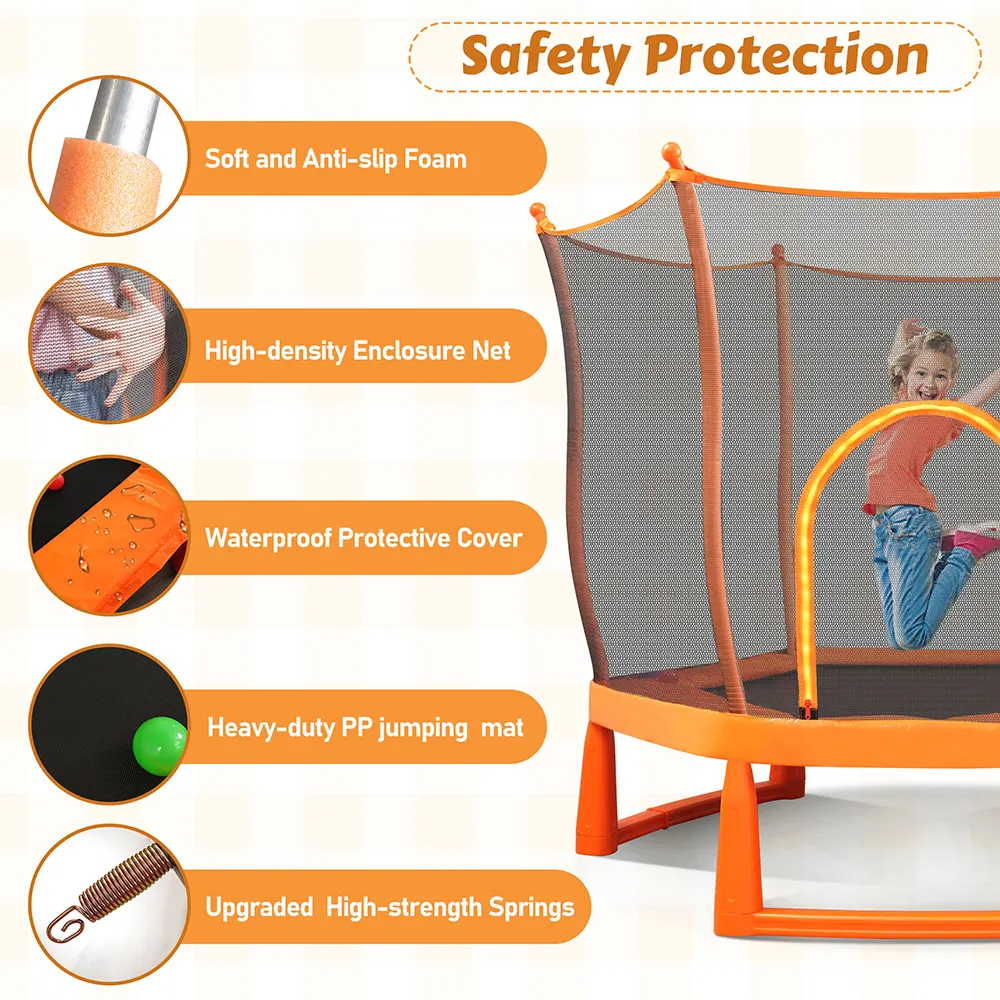 Safety Protection
Soft and Anti-slip Foam
High-density Enclosure Net
Waterproof Protective Cover
Heavy-duty PP jumping mat
Upgraded High-strength Springs